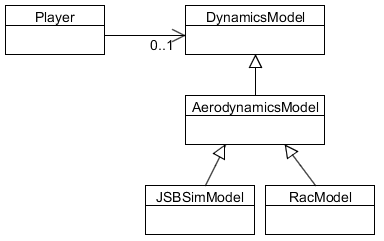 Player
DynamicsModel
0..1
AerodynamicsModel
JSBSimModel
RacModel